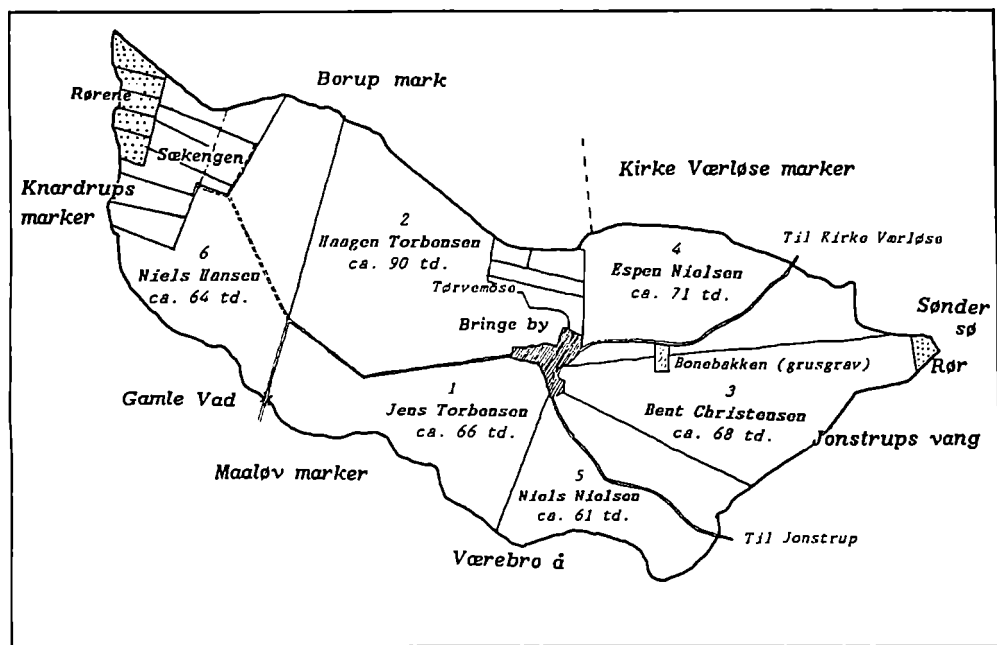 Borup mark
Rørene
Sækengen
Kirke Værløse marker
Knardrups
marker
2
Haagen Torbensen
ca. 90 td.
Til Kirke Værløse
4
Espen Nielsen
ca. 71 td.
6
Niels Hansen
ca. 64 td.
Tørvemose
Sønder
sø
Bringe by
Bonebakken (grusgrav)
Rør
Gamle Vad
1
Jens Torbensen
ca. 66 td.
3
Bent Christensen
ca. 68 td.
Jonstrups vang
Maaløv marker
5
Niels Nielsen
ca. 61 td.
Til Jonstrup
Værebro å